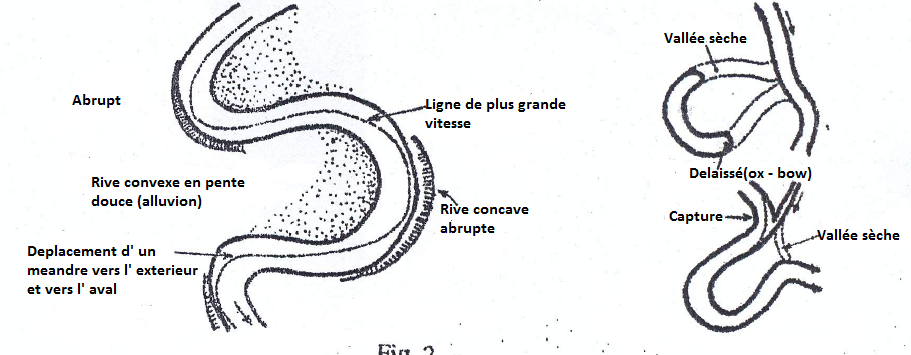 Abrupt
Ligne de plus grande
vitesse
Rive convexe en pente
douce (alluvion)
Rive concave
abrupte
Deplacement d' un
meandre vers l' exterieur
et vers l' aval
Vallée sèche
Delaissé(ox - bow)
Capture
Vallée sèche
Fig. 2